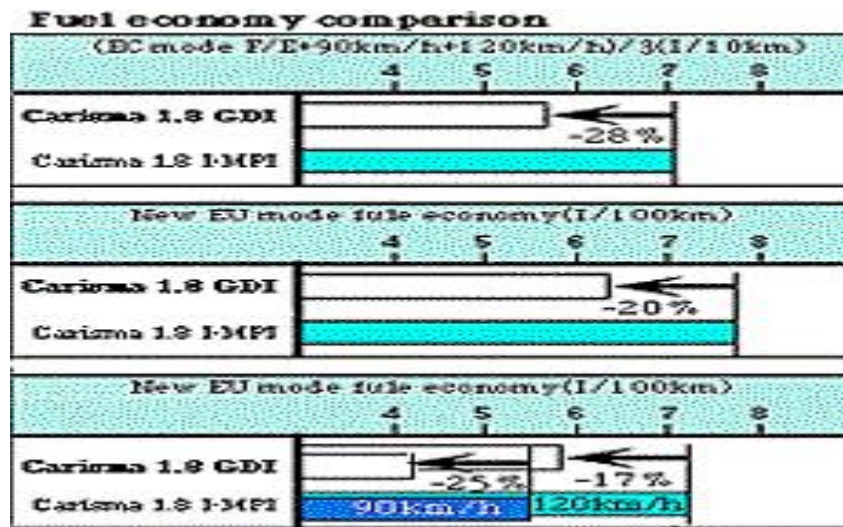 Fuel economy comparison
(EC mode F/E+90km/h+120km/h)/3(l/10km)
4 5 6 7 8
Carisma 1.8 GDI
-28%
Carisma 1.8 I-MPI
New EU mode fule economy(l/100km)
4 5 6 7 8
Carisma 1.8 GDI
-20%
Carisma 1.8 I-MPI
New EU mode fule economy(l/100km)
4 5 6 7 8
Carisma 1.8 GDI
-25% -17%
Carisma 1.8 I-MPI 90km/h 120km/h